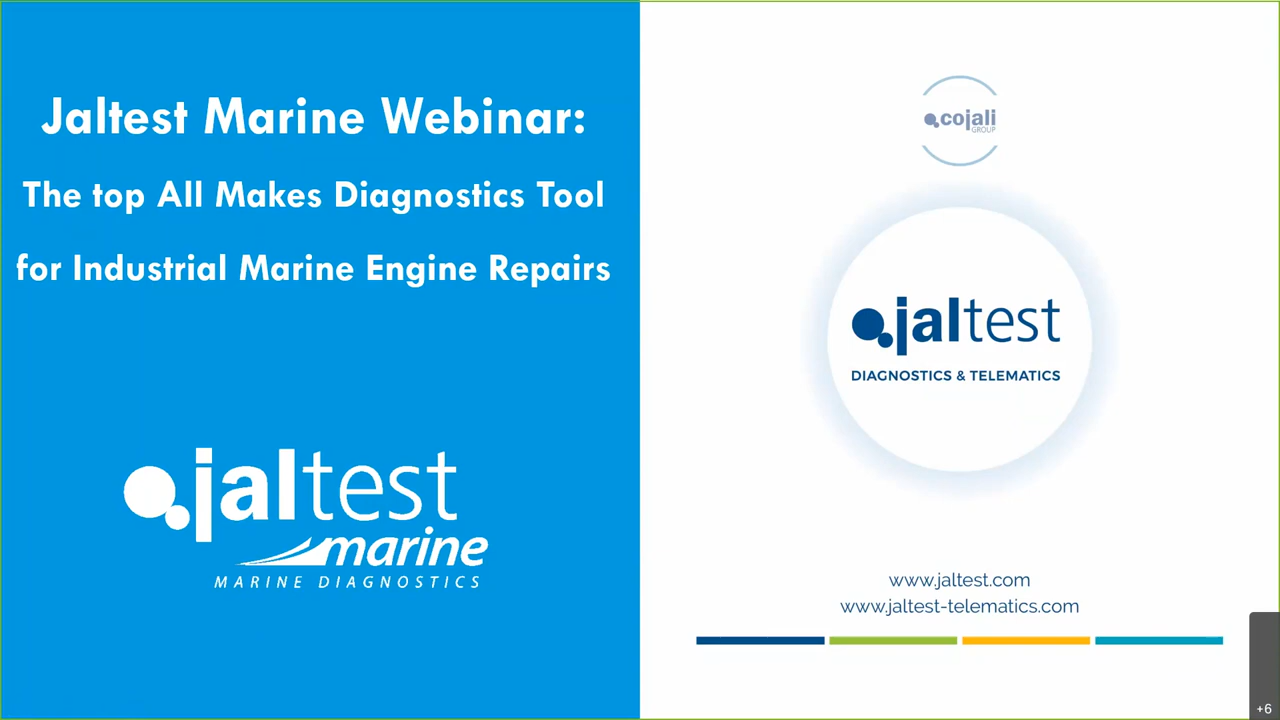 Jaltest Marine Webinar:
The top All Makes Diagnostics Tool
for Industrial Marine Engine Repairs
jaltest
marine
MARINE DIAGNOSTICS
cojali
GROUP
jaltest
DIAGNOSTICS & TELEMATICS
www.jaltest.com
www.jaltest-telematics.com
+6